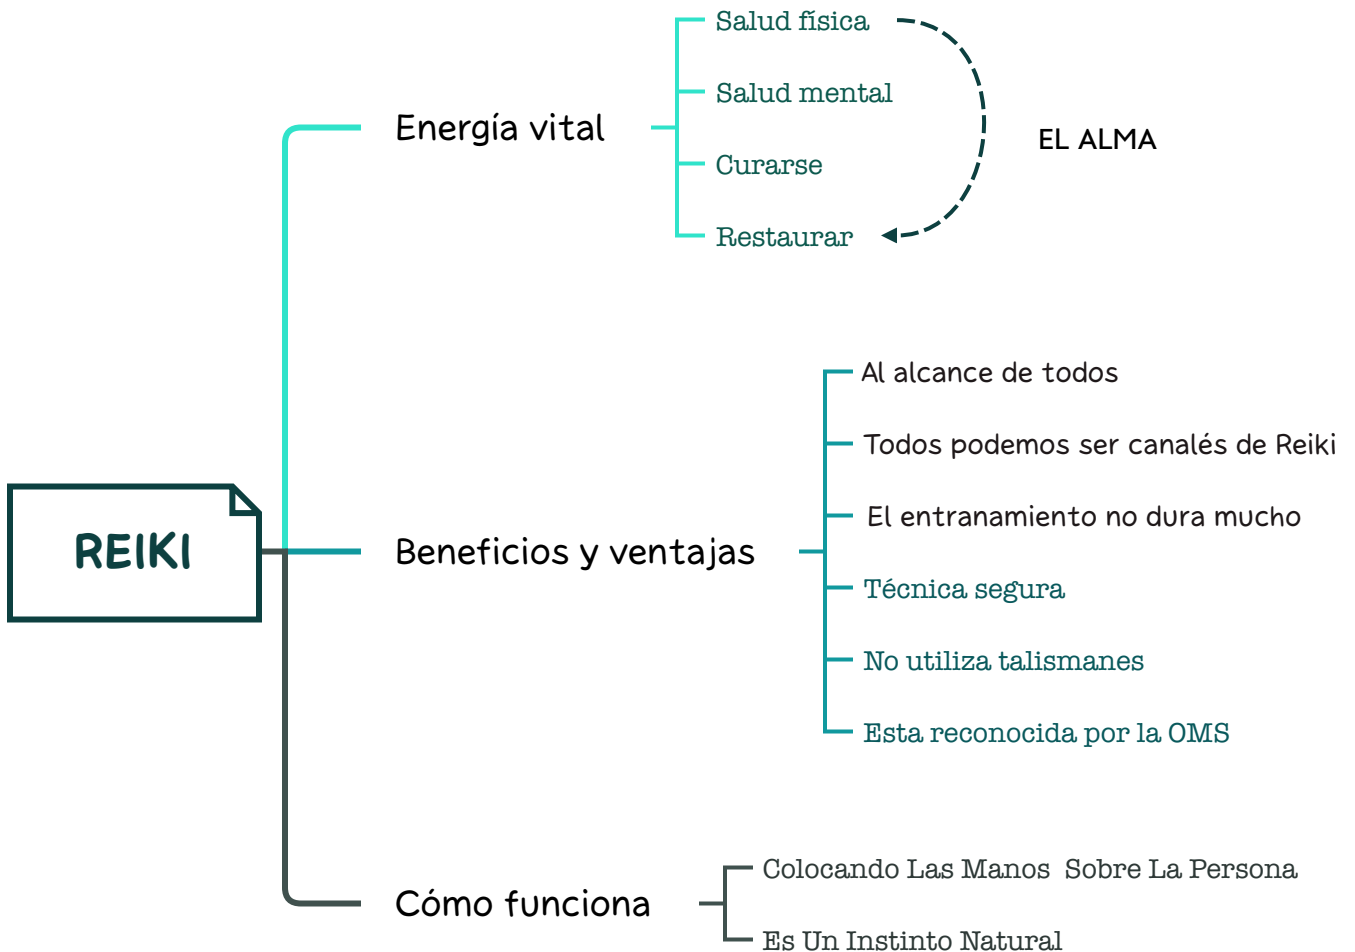 REIKI
Energía vital
Salud física
Salud mental
Curarse
Restaurar
EL ALMA
Beneficios y ventajas
Al alcance de todos
Todos podemos ser canalés de Reiki
El entranamiento no dura mucho
Técnica segura
No utiliza talismanes
Esta reconocida por la OMS
Cómo funciona
Colocando Las Manos Sobre La Persona
Es Un Instinto Natural